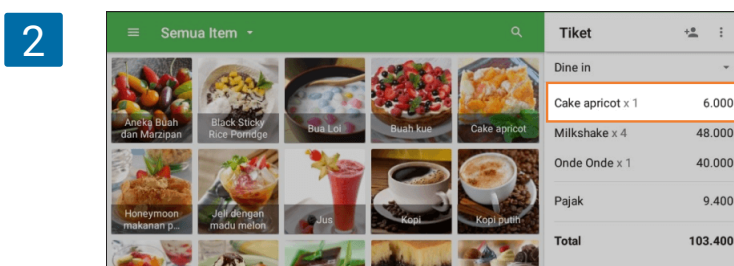 2
Semua Item
Tiket
Dine in
Cake apricot x 1 6.000
Milkshake x 4 48.000
Onde Onde x 1 40.000
Pajak 9.400
Total 103.400
Aneka Buah
dan Marzipan
Black Sticky
Rice Porridge
Bua Loi
Buah kue
Cake apricot
Honeymoon
makanan p...
Jeli dengan
madu melon
Jus
Kopi
Kopi putih